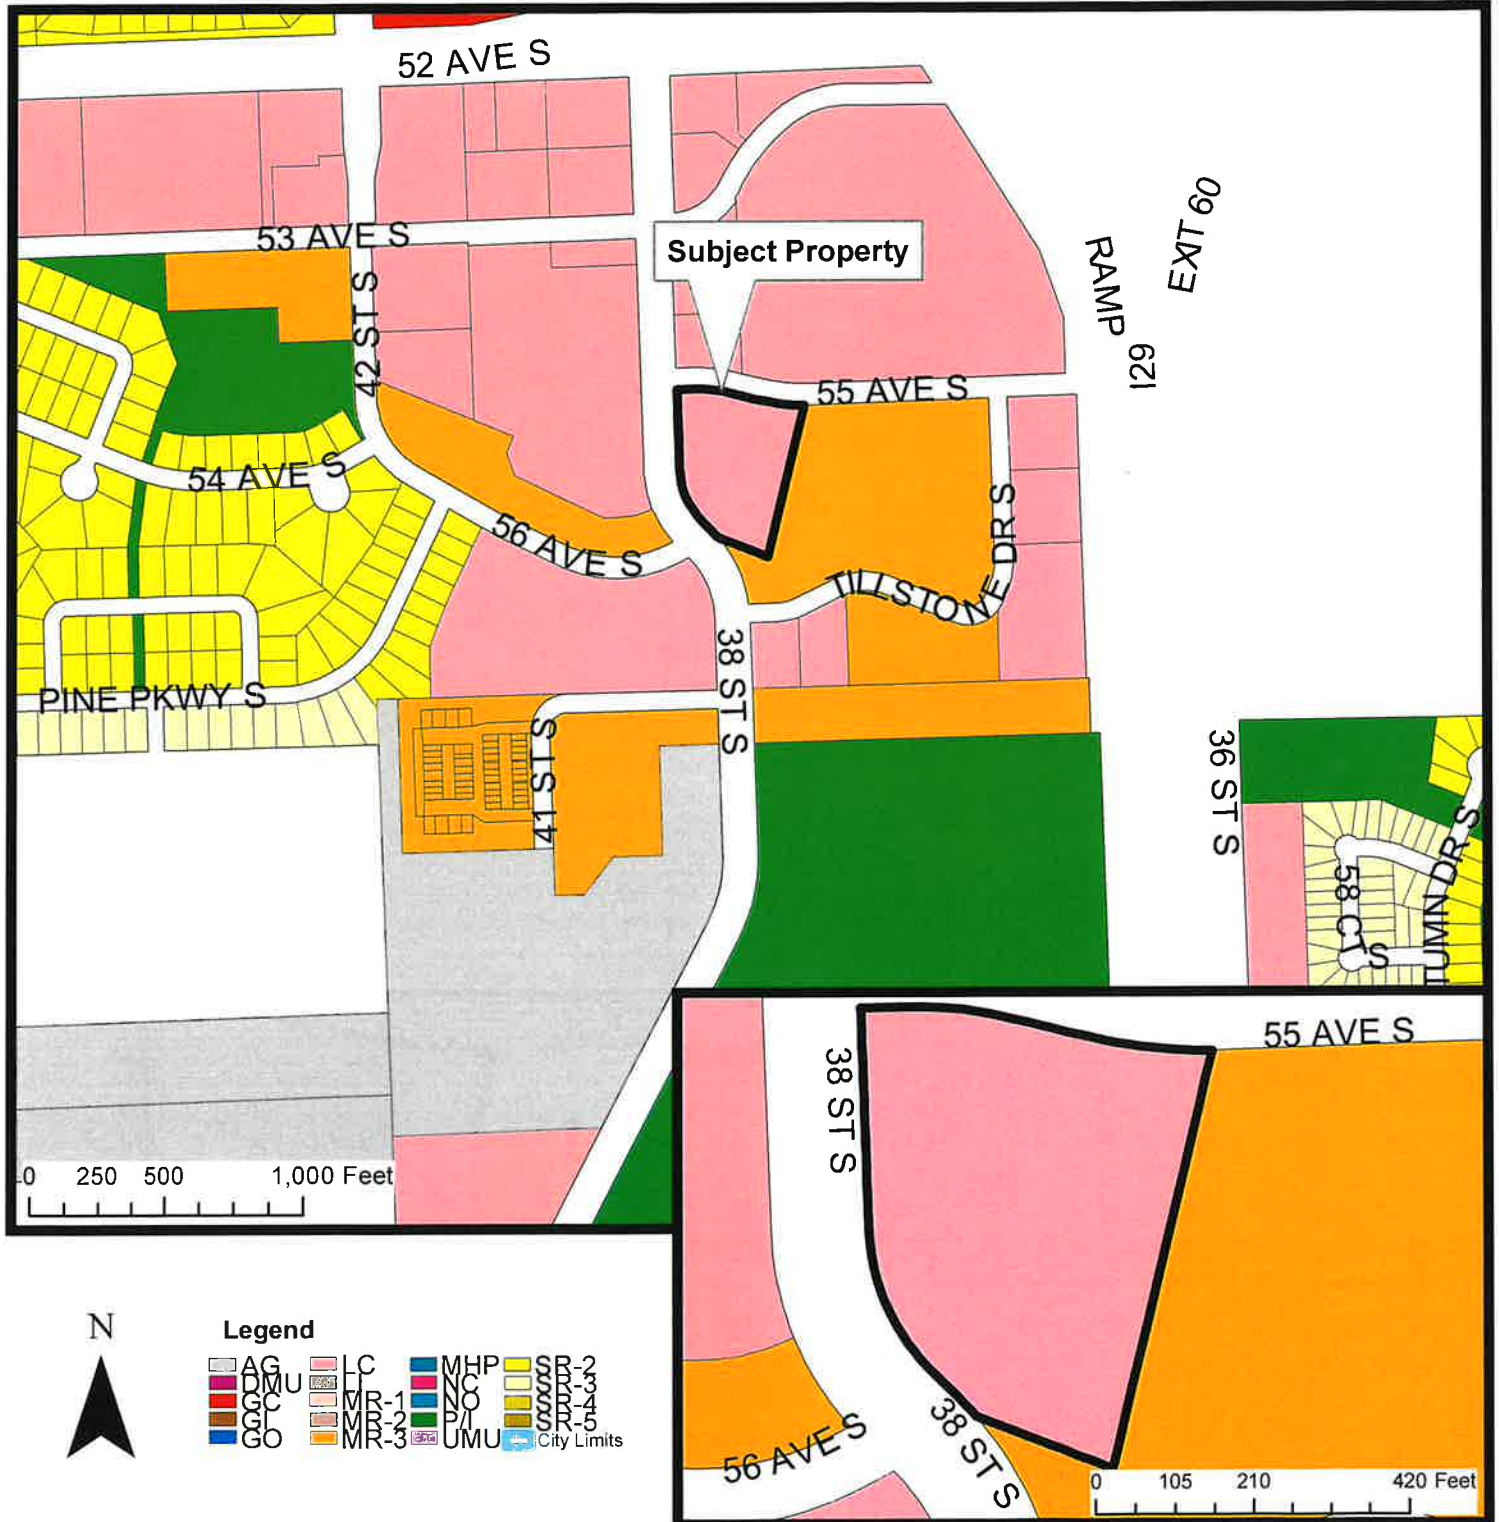 52 AVE S
53 AVE S
Subject Property
EXIT 60
RAMP
I29
42 ST S
55 AVE S
54 AVE S
56 AVE S
TILLSTONE DR S
38 ST S
PINE PKWY S
41 ST S
36 ST S
58 CT S
TUMN DR S
0 250 500 1,000 Feet
55 AVE S
38 ST S
38 ST S
56 AVE S
0 105 210 420 Feet
N
Legend
AG LC MHP SR-2
DMU LI NC SR-3
GC MR-1 NO SR-4
GI MR-2 P/I SR-5
GO MR-3 UMU City Limits